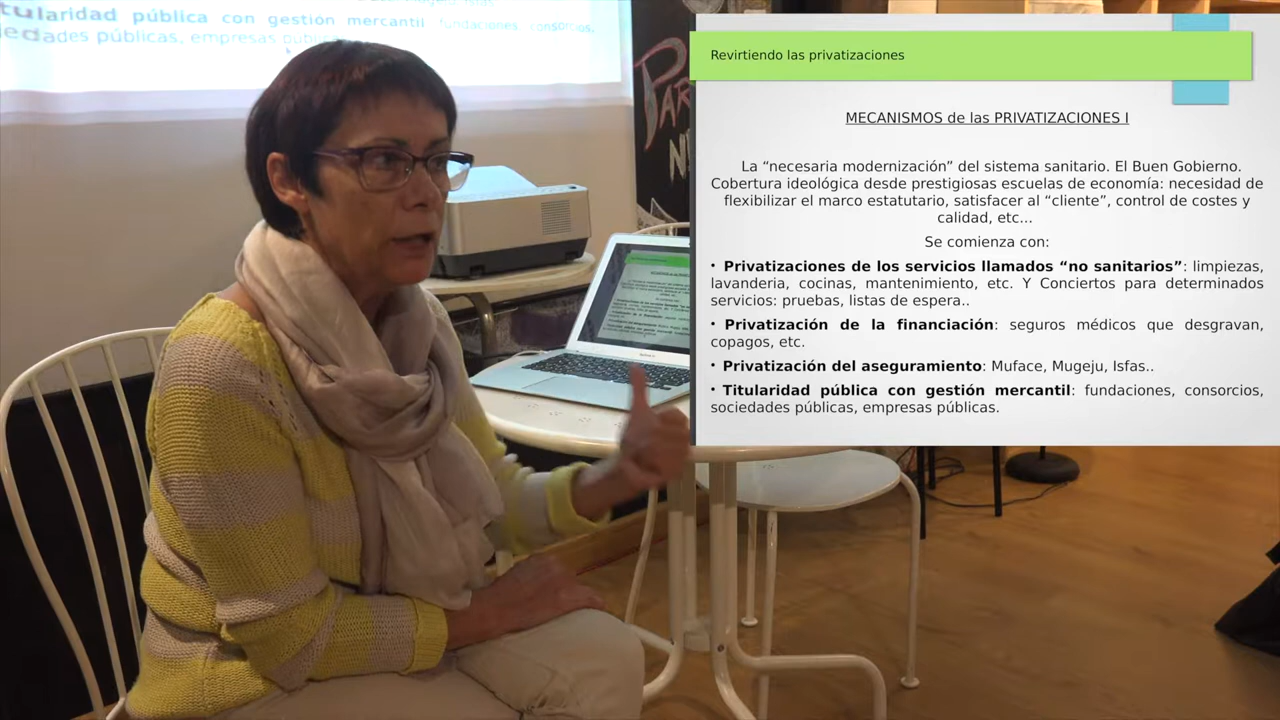 tularidad pública con gestión mercantil fundaciones, consorcios,
edades públicas, empresas públicas
Revirtiendo las privatizaciones
MECANISMOS de las PRIVATIZACIONES I
La “necesaria modernización” del sistema sanitario. El Buen Gobierno.
Cobertura ideológica desde prestigiosas escuelas de economía: necesidad de
flexibilizar el marco estatutario, satisfacer al “cliente”, control de costes y
calidad, etc...
Se comienza con:
• Privatizaciones de los servicios llamados “no sanitarios”: limpiezas,
lavanderia, cocinas, mantenimiento, etc. Y Conciertos para determinados
servicios: pruebas, listas de espera..
• Privatización de la financiación: seguros médicos que desgravan,
copagos, etc.
• Privatización del aseguramiento: Muface, Mugeju, Isfas..
• Titularidad pública con gestión mercantil: fundaciones, consorcios,
sociedades públicas, empresas públicas.